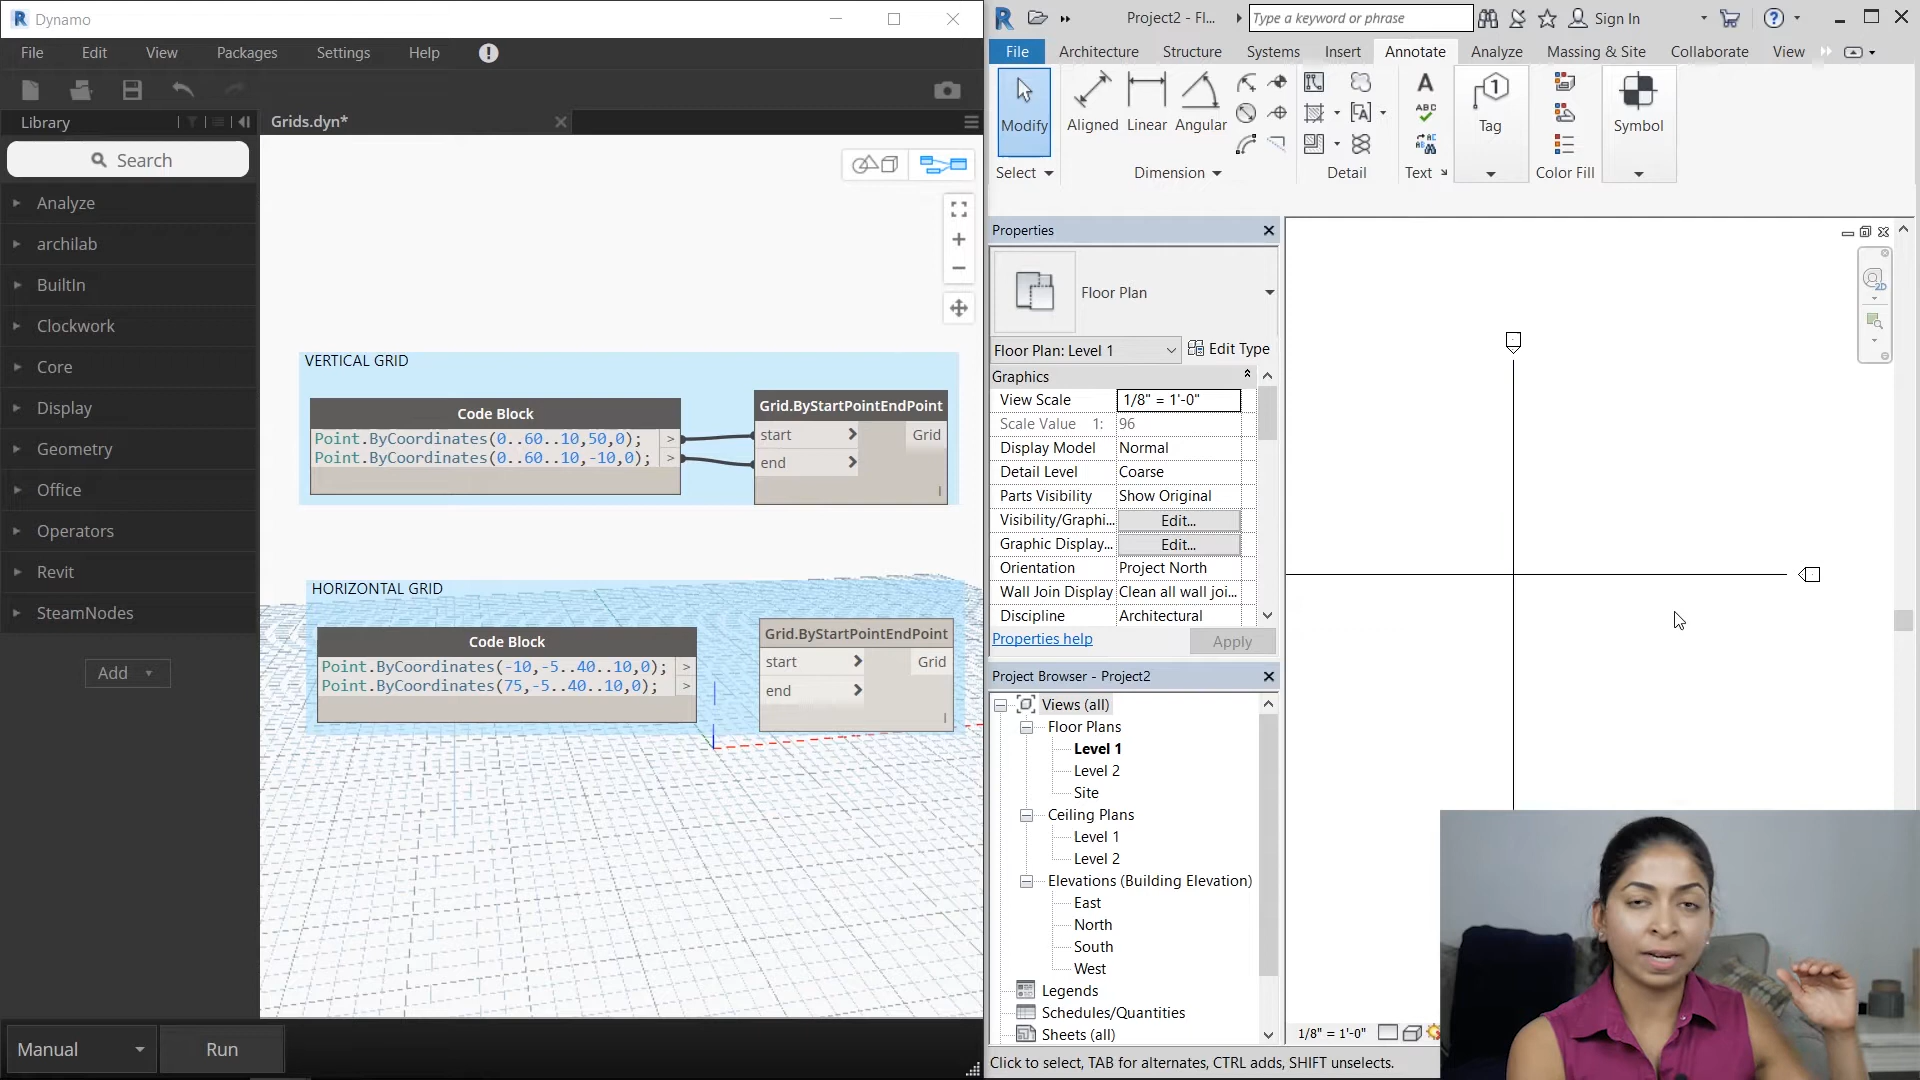 Dynamo
File Edit View Packages Settings Help
Library
Grids.dyn*
Search
Analyze
archilab
BuiltIn
Clockwork
Core
Display
Geometry
Office
Operators
Revit
SteamNodes
Add
VERTICAL GRID
Code Block
Point.ByCoordinates(0..60..10,50,0); >
Point.ByCoordinates(0..60..10,-10,0); >
Grid.ByStartPointEndPoint
start > Grid
end >
HORIZONTAL GRID
Code Block
Point.ByCoordinates(-10,-5..40..10,0); >
Point.ByCoordinates(75,-5..40..10,0); >
Grid.ByStartPointEndPoint
start > Grid
end >
Manual Run
Project2 - Fl... Type a keyword or phrase Sign In
File Architecture Structure Systems Insert Annotate Analyze Massing & Site Collaborate View
Modify Aligned Linear Angular Tag Symbol
Select Dimension Detail Text Color Fill
Properties
Floor Plan
Floor Plan: Level 1 Edit Type
Graphics
View Scale 1/8" = 1'-0"
Scale Value 1: 96
Display Model Normal
Detail Level Coarse
Parts Visibility Show Original
Visibility/Graphi... Edit...
Graphic Display... Edit...
Orientation Project North
Wall Join Display Clean all wall joi...
Discipline Architectural
Properties help Apply
Project Browser - Project2
Views (all)
Floor Plans
Level 1
Level 2
Site
Ceiling Plans
Level 1
Level 2
Elevations (Building Elevation)
East
North
South
West
Legends
Schedules/Quantities
Sheets (all)
1/8" = 1'-0"
Click to select, TAB for alternates, CTRL adds, SHIFT unselects.